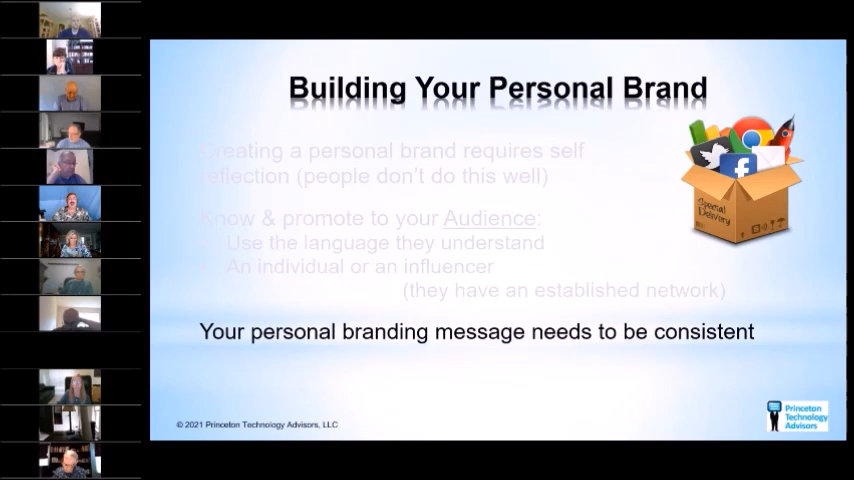 Building Your Personal Brand
Creating a personal brand requires self
reflection (people don't do this well)
Know & promote to your Audience:
Use the language they understand
An individual or an influencer
(they have an established network)
Your personal branding message needs to be consistent
Special
Delivery
© 2021 Princeton Technology Advisors, LLC
Princeton
Technology
Advisors